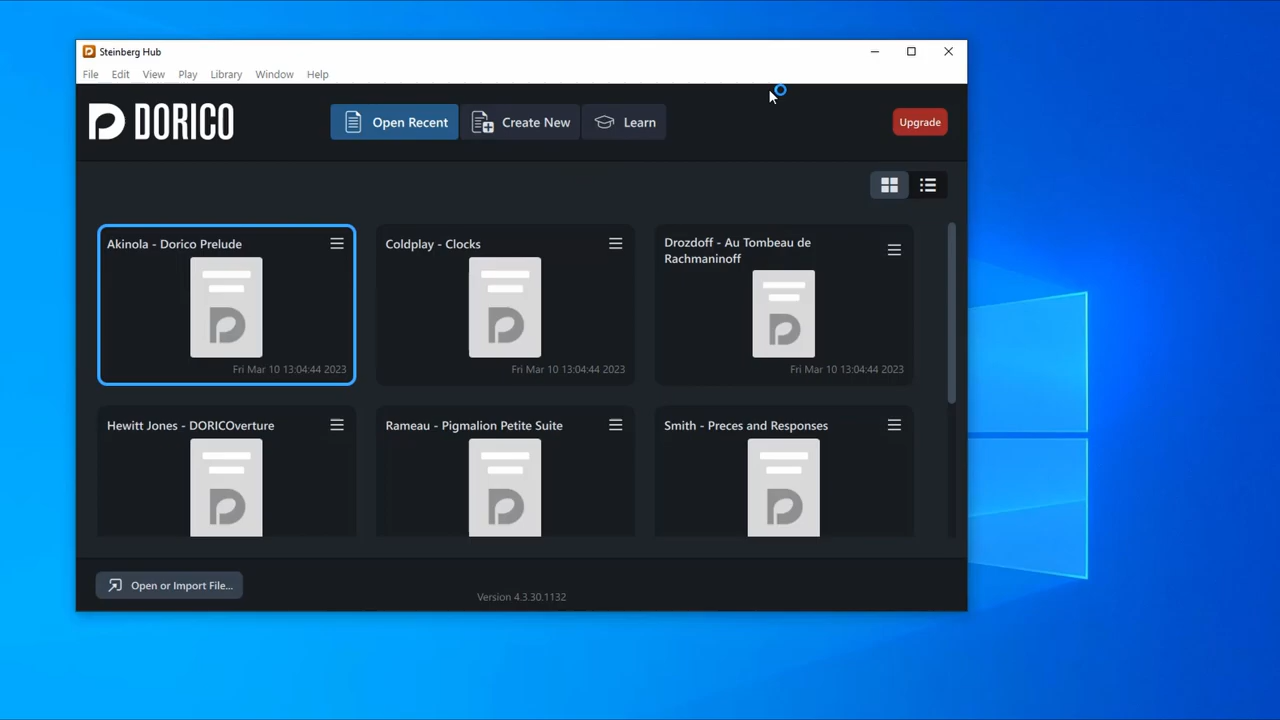 Steinberg Hub
File Edit View Play Library Window Help
DORICO
Open Recent
Create New
Learn
Upgrade
Akinola - Dorico Prelude
Fri Mar 10 13:04:44 2023
Coldplay - Clocks
Fri Mar 10 13:04:44 2023
Drozdoff - Au Tombeau de
Rachmaninoff
Fri Mar 10 13:04:44 2023
Hewitt Jones - DORICOverture
Rameau - Pigmalion Petite Suite
Smith - Preces and Responses
Open or Import File...
Version 4.3.30.1132